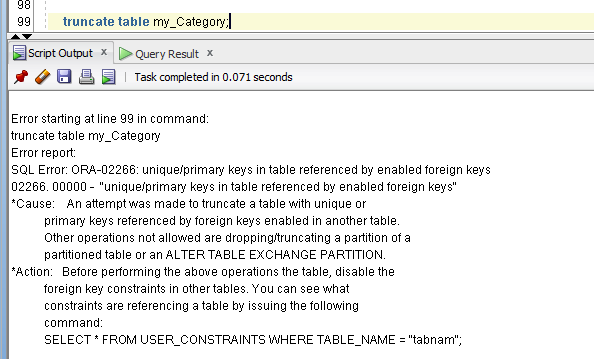 98
99 truncate table my_Category;
Script Output x Query Result x
Task completed in 0.071 seconds
Error starting at line 99 in command:
truncate table my_Category
Error report:
SQL Error: ORA-02266: unique/primary keys in table referenced by enabled foreign keys
02266. 00000 - "unique/primary keys in table referenced by enabled foreign keys"
*Cause: An attempt was made to truncate a table with unique or
primary keys referenced by foreign keys enabled in another table.
Other operations not allowed are dropping/truncating a partition of a
partitioned table or an ALTER TABLE EXCHANGE PARTITION.
*Action: Before performing the above operations the table, disable the
foreign key constraints in other tables. You can see what
constraints are referencing a table by issuing the following
command:
SELECT * FROM USER_CONSTRAINTS WHERE TABLE_NAME = "tabnam";